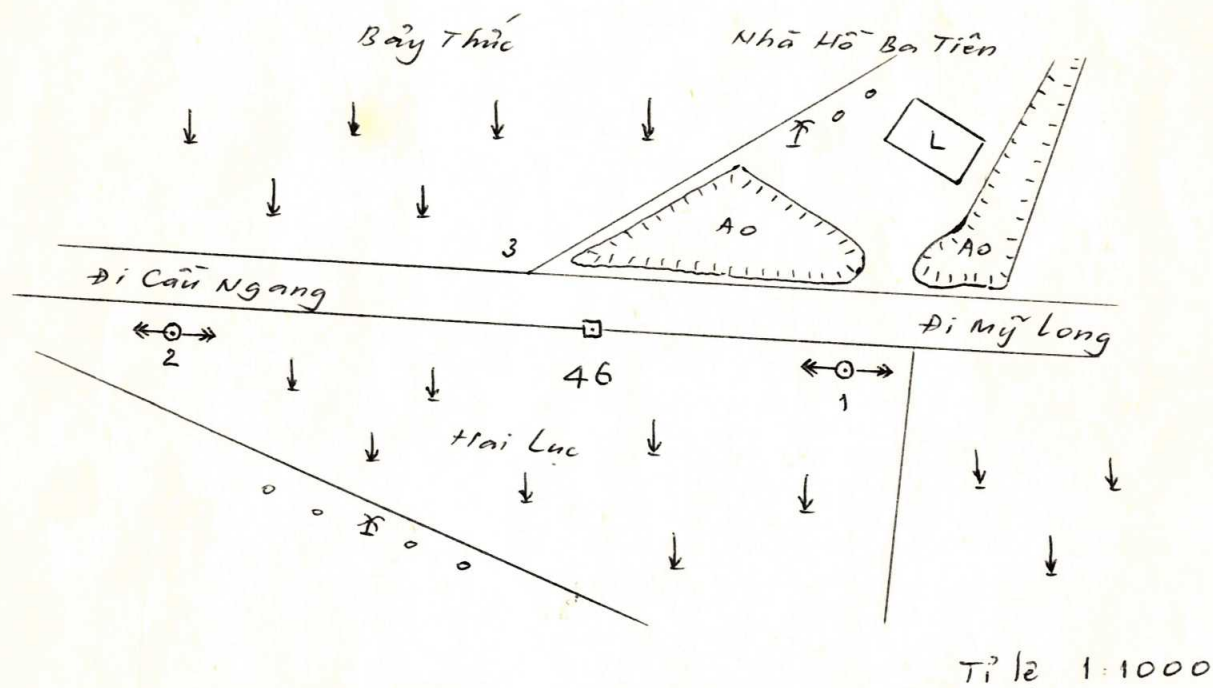 Bảy Thức
Nhà Hồ Ba Tiên
L
Ao
Ao
3
Đi Cầu Ngang
Đi Mỹ Long
2
46
1
Hai Lục
Tỉ lệ 1:1000